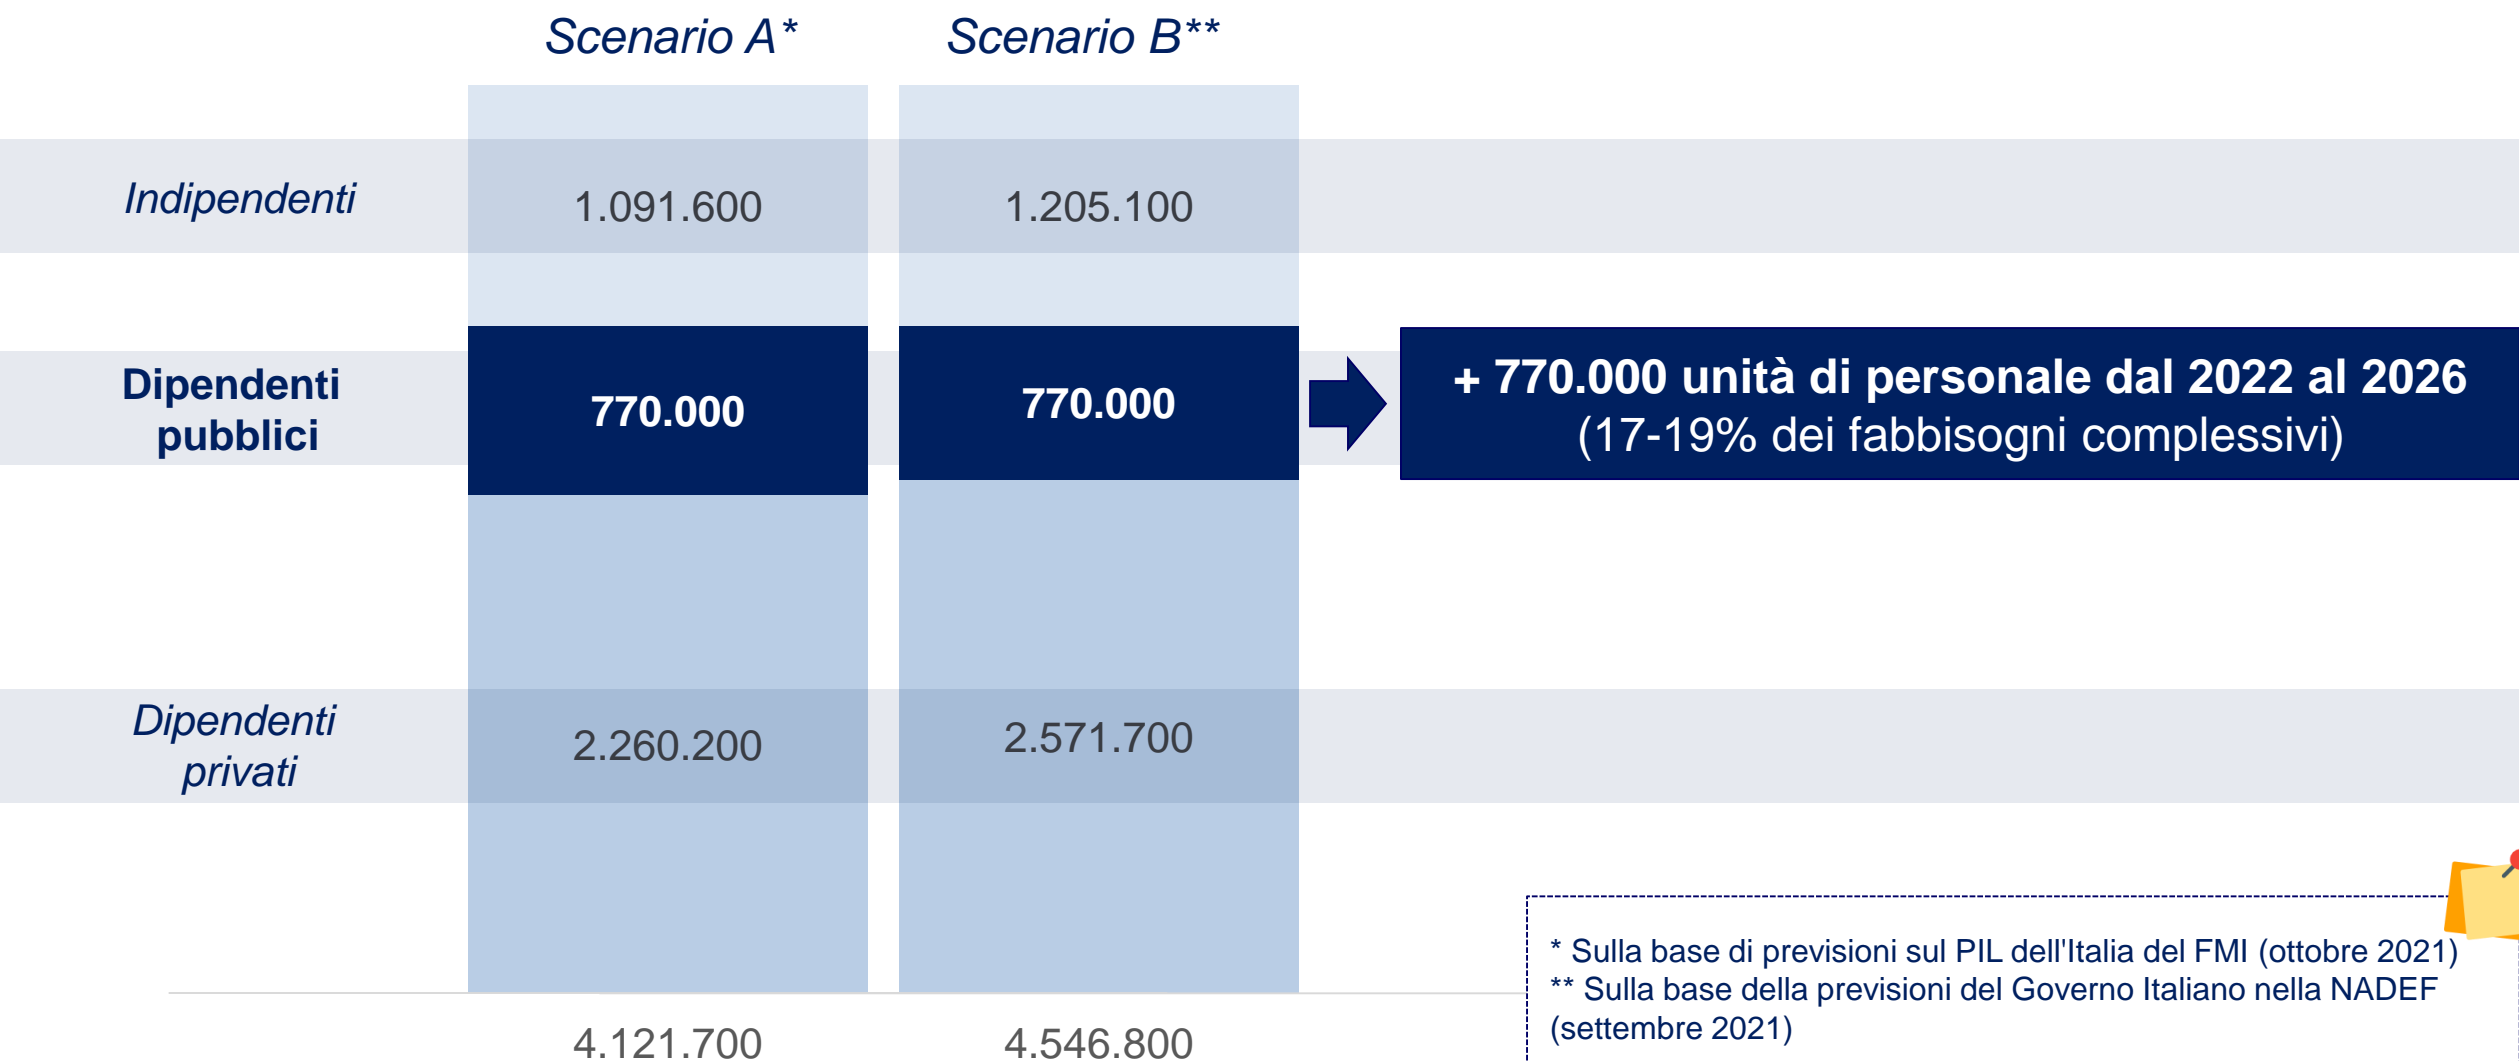 Scenario A* Scenario B**
Indipendenti 1.091.600 1.205.100
Dipendenti
pubblici
770.000 770.000
+ 770.000 unità di personale dal 2022 al 2026
(17-19% dei fabbisogni complessivi)
Dipendenti
privati
2.260.200 2.571.700
4.121.700 4.546.800
* Sulla base di previsioni sul PIL dell'Italia del FMI (ottobre 2021)
** Sulla base della previsioni del Governo Italiano nella NADEF
(settembre 2021)